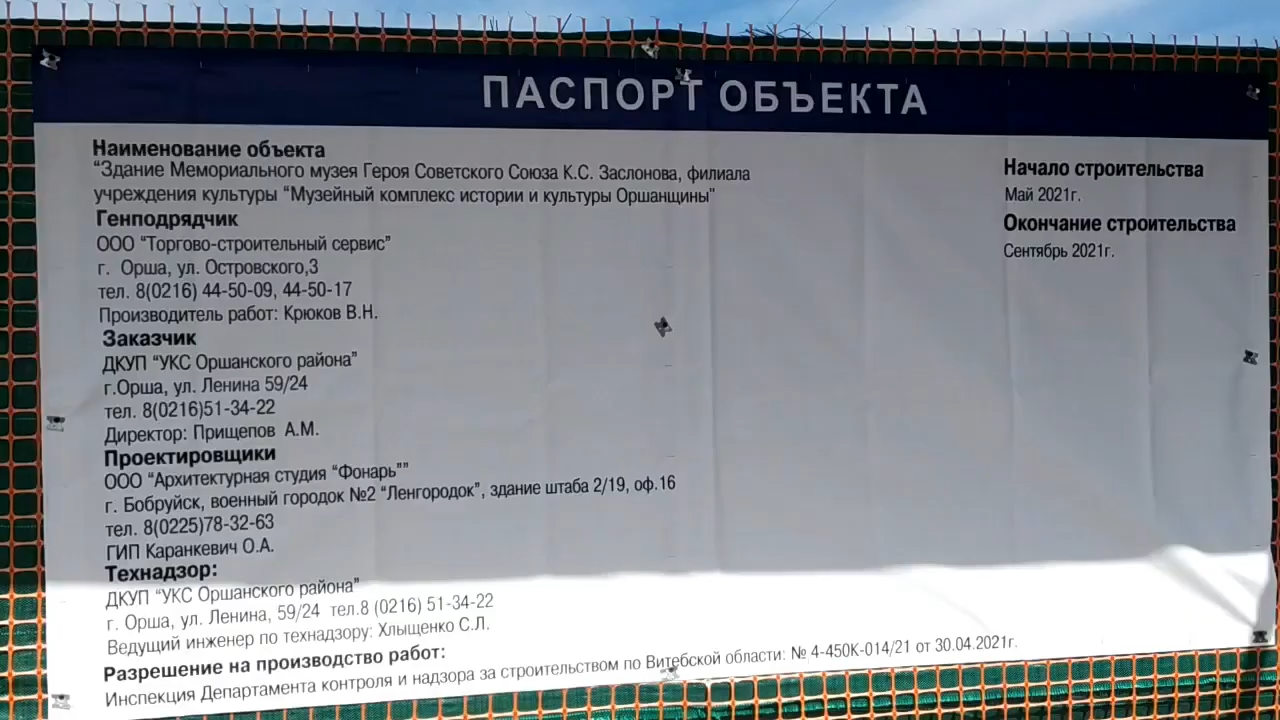 ПАСПОРТ ОБЪЕКТА
Наименование объекта
“Здание Мемориального музея Героя Советского Союза К.С. Заслонова, филиала
учреждения культуры “Музейный комплекс истории и культуры Оршанщины”
Генподрядчик
ООО “Торгово-строительный сервис”
г. Орша, ул. Островского,3
тел. 8(0216) 44-50-09, 44-50-17
Производитель работ: Крюков В.Н.
Заказчик
ДКУП “УКС Оршанского района”
г.Орша, ул. Ленина 59/24
тел. 8(0216)51-34-22
Директор: Прищепов А.М.
Проектировщики
ООО “Архитектурная студия “Фонарь””
г. Бобруйск, военный городок №2 “Ленгородок”, здание штаба 2/19, оф.16
тел. 8(0225)78-32-63
ГИП Каранкевич О.А.
Технадзор:
ДКУП “УКС Оршанского района”
г. Орша, ул. Ленина, 59/24 тел.8 (0216) 51-34-22
Ведущий инженер по технадзору: Хлыщенко С.Л.
Разрешение на производство работ:
Инспекция Департамента контроля и надзора за строительством по Витебской области: № 4-450К-014/21 от 30.04.2021г.
Начало строительства
Май 2021г.
Окончание строительства
Сентябрь 2021г.